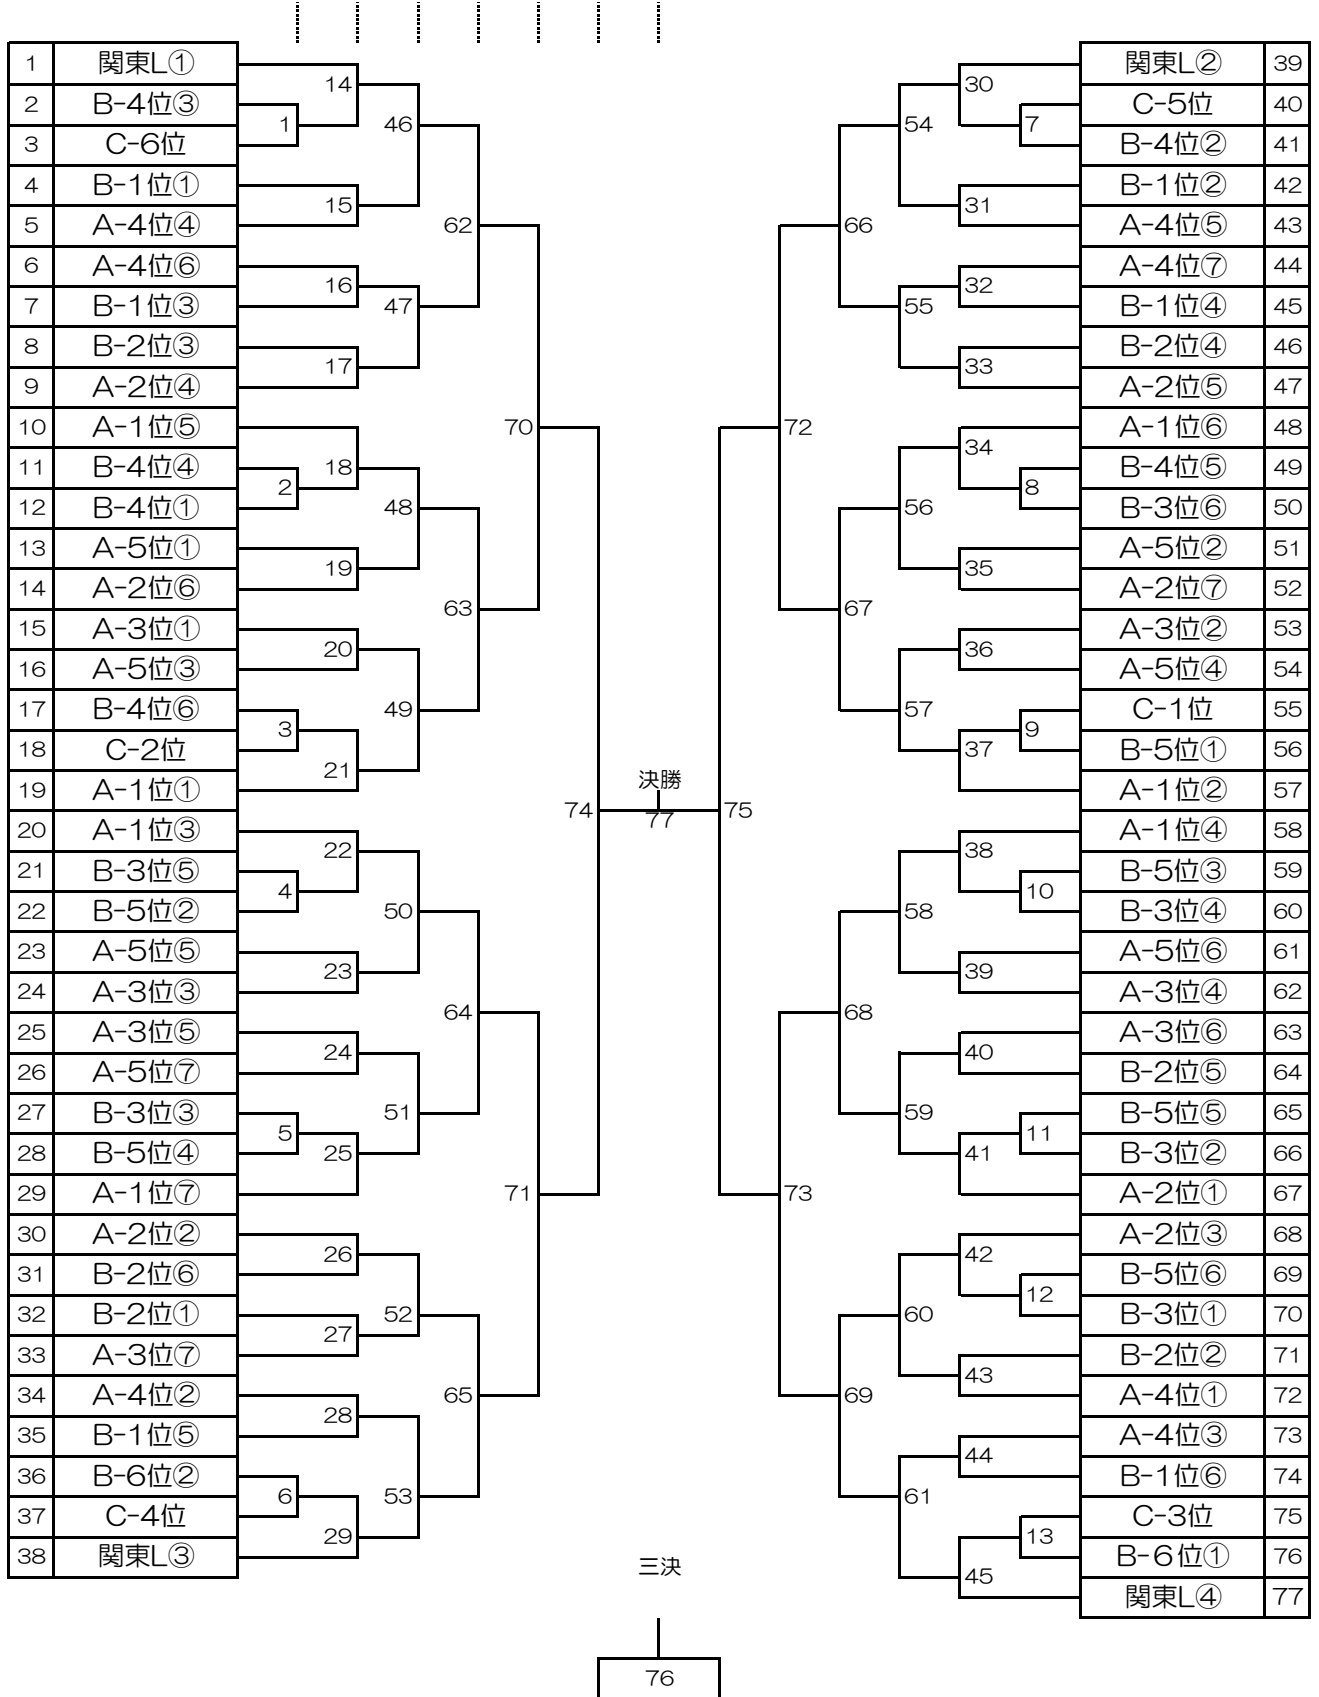 1 関東L①
2 B-4位③
3 C-6位
4 B-1位①
5 A-4位④
6 A-4位⑥
7 B-1位③
8 B-2位③
9 A-2位④
10 A-1位⑤
11 B-4位④
12 B-4位①
13 A-5位①
14 A-2位⑥
15 A-3位①
16 A-5位③
17 B-4位⑥
18 C-2位
19 A-1位①
20 A-1位③
21 B-3位⑤
22 B-5位②
23 A-5位⑤
24 A-3位③
25 A-3位⑤
26 A-5位⑦
27 B-3位③
28 B-5位④
29 A-1位⑦
30 A-2位②
31 B-2位⑥
32 B-2位①
33 A-3位⑦
34 A-4位②
35 B-1位⑤
36 B-6位②
37 C-4位
38 関東L③
1
2
3
4
5
6
14
15
16
17
18
19
20
21
22
23
24
25
26
27
28
29
46
47
48
49
50
51
52
53
62
63
64
65
70
71
74
決勝
77
75
72
73
66
67
68
69
54
55
56
57
58
59
60
61
30
31
32
33
34
35
36
37
38
39
40
41
42
43
44
45
7
8
9
10
11
12
13
関東L② 39
C-5位 40
B-4位② 41
B-1位② 42
A-4位⑤ 43
A-4位⑦ 44
B-1位④ 45
B-2位④ 46
A-2位⑤ 47
A-1位⑥ 48
B-4位⑤ 49
B-3位⑥ 50
A-5位② 51
A-2位⑦ 52
A-3位② 53
A-5位④ 54
C-1位 55
B-5位① 56
A-1位② 57
A-1位④ 58
B-5位③ 59
B-3位④ 60
A-5位⑥ 61
A-3位④ 62
A-3位⑥ 63
B-2位⑤ 64
B-5位⑤ 65
B-3位② 66
A-2位① 67
A-2位③ 68
B-5位⑥ 69
B-3位① 70
B-2位② 71
A-4位① 72
A-4位③ 73
B-1位⑥ 74
C-3位 75
B-6位① 76
関東L④ 77
三決
76